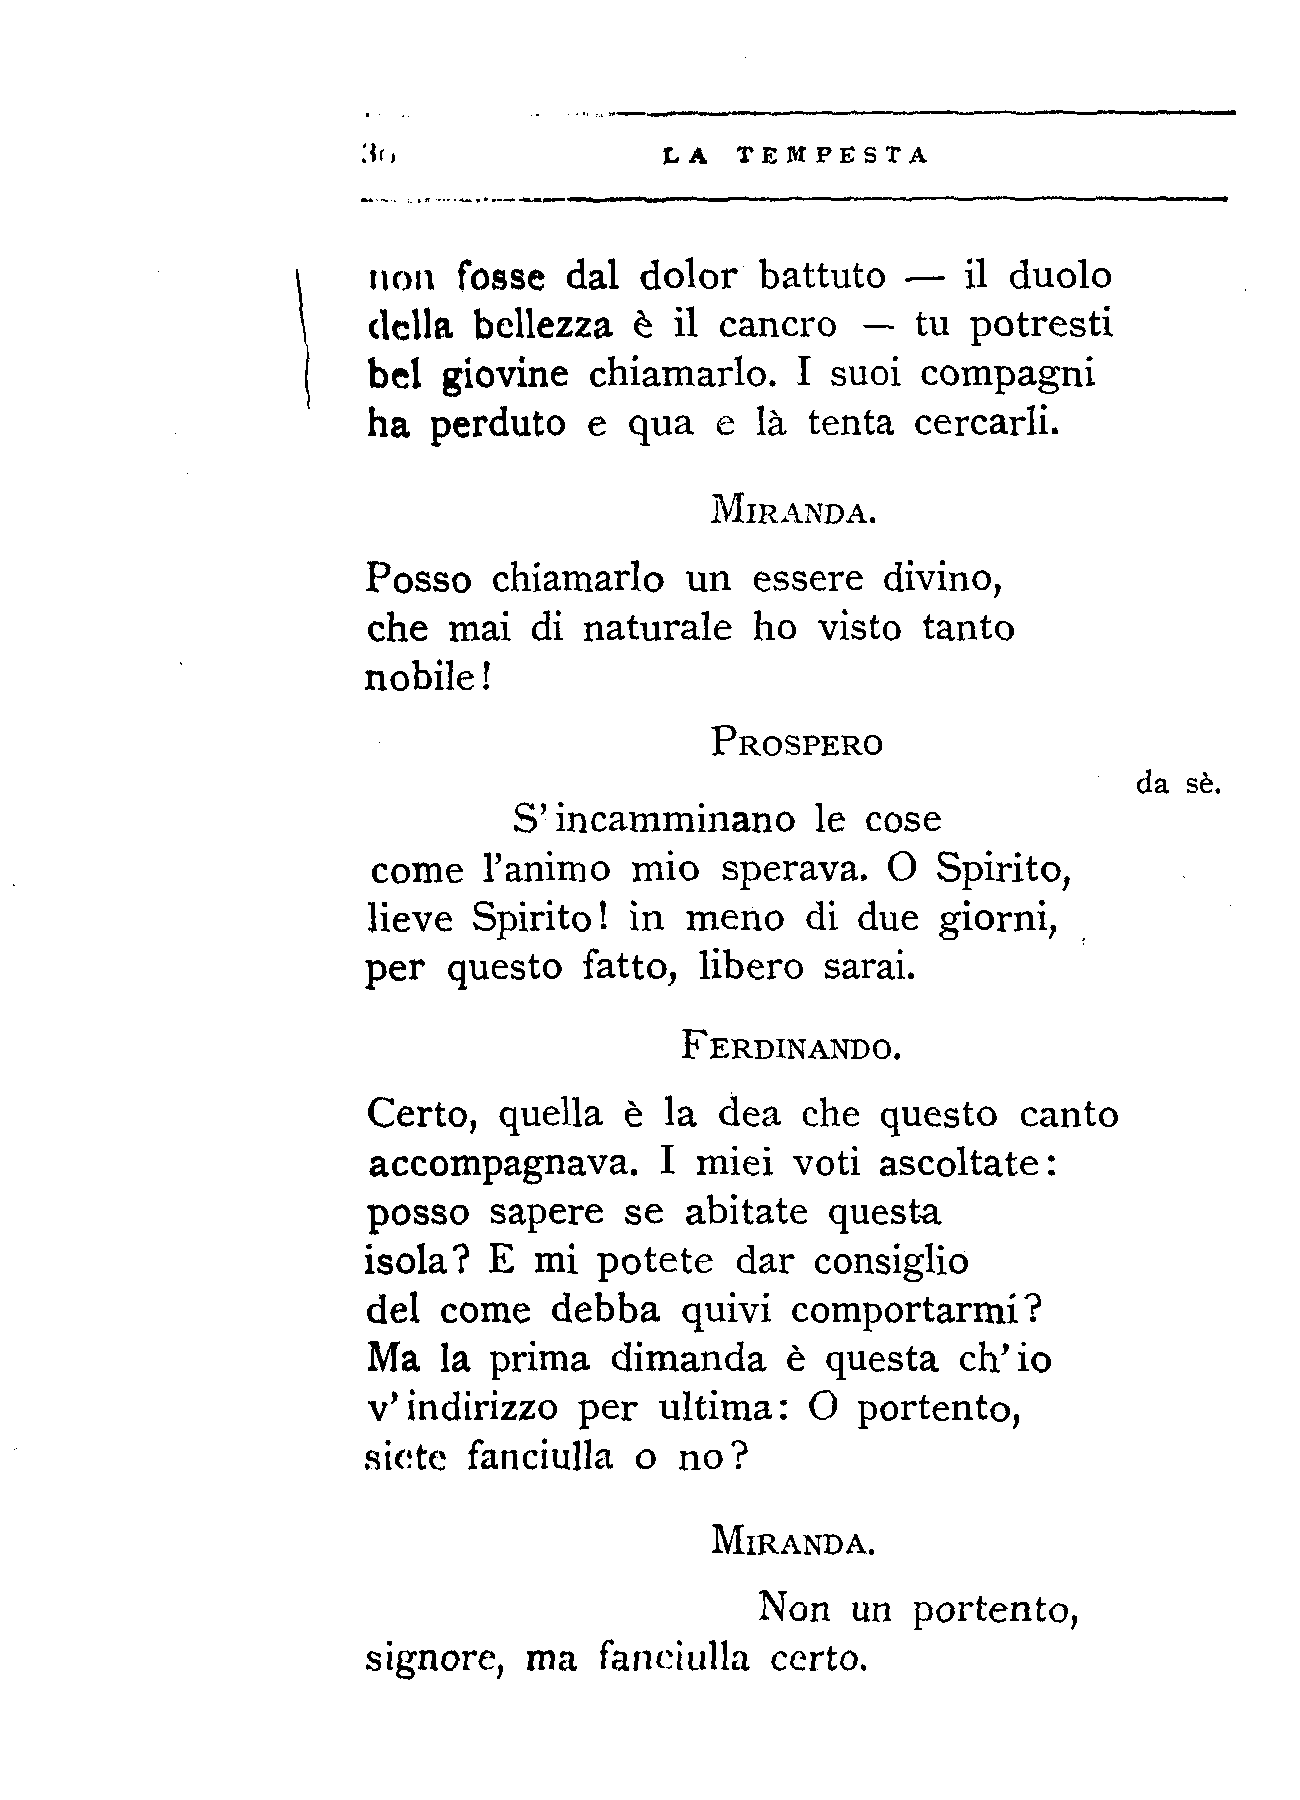 30 LA TEMPESTA
non fosse dal dolor battuto — il duolo
della bellezza è il cancro — tu potresti
bel giovine chiamarlo. I suoi compagni
ha perduto e qua e là tenta cercarli.
MIRANDA.
Posso chiamarlo un essere divino,
che mai di naturale ho visto tanto
nobile!
PROSPERO
da sè.
S' incamminano le cose
come l'animo mio sperava. O Spirito,
lieve Spirito! in meno di due giorni,
per questo fatto, libero sarai.
FERDINANDO.
Certo, quella è la dea che questo canto
accompagnava. I miei voti ascoltate:
posso sapere se abitate questa
isola? E mi potete dar consiglio
del come debba quivi comportarmi?
Ma la prima dimanda è questa ch' io
v' indirizzo per ultima: O portento,
siete fanciulla o no?
MIRANDA.
Non un portento,
signore, ma fanciulla certo.